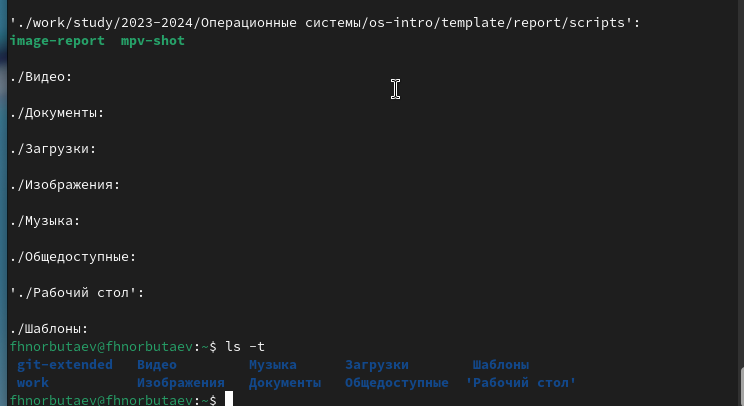 './work/study/2023-2024/Операционные системы/os-intro/template/report/scripts':
image-report  mpv-shot
./Видео:
./Документы:
./Загрузки:
./Изображения:
./Музыка:
./Общедоступные:
'./Рабочий стол':
./Шаблоны:
fhnorbutaev@fhnorbutaev:~$ ls -t
git-extended   Видео         Музыка      Загрузки        Шаблоны
work           Изображения   Документы   Общедоступные  'Рабочий стол'
fhnorbutaev@fhnorbutaev:~$